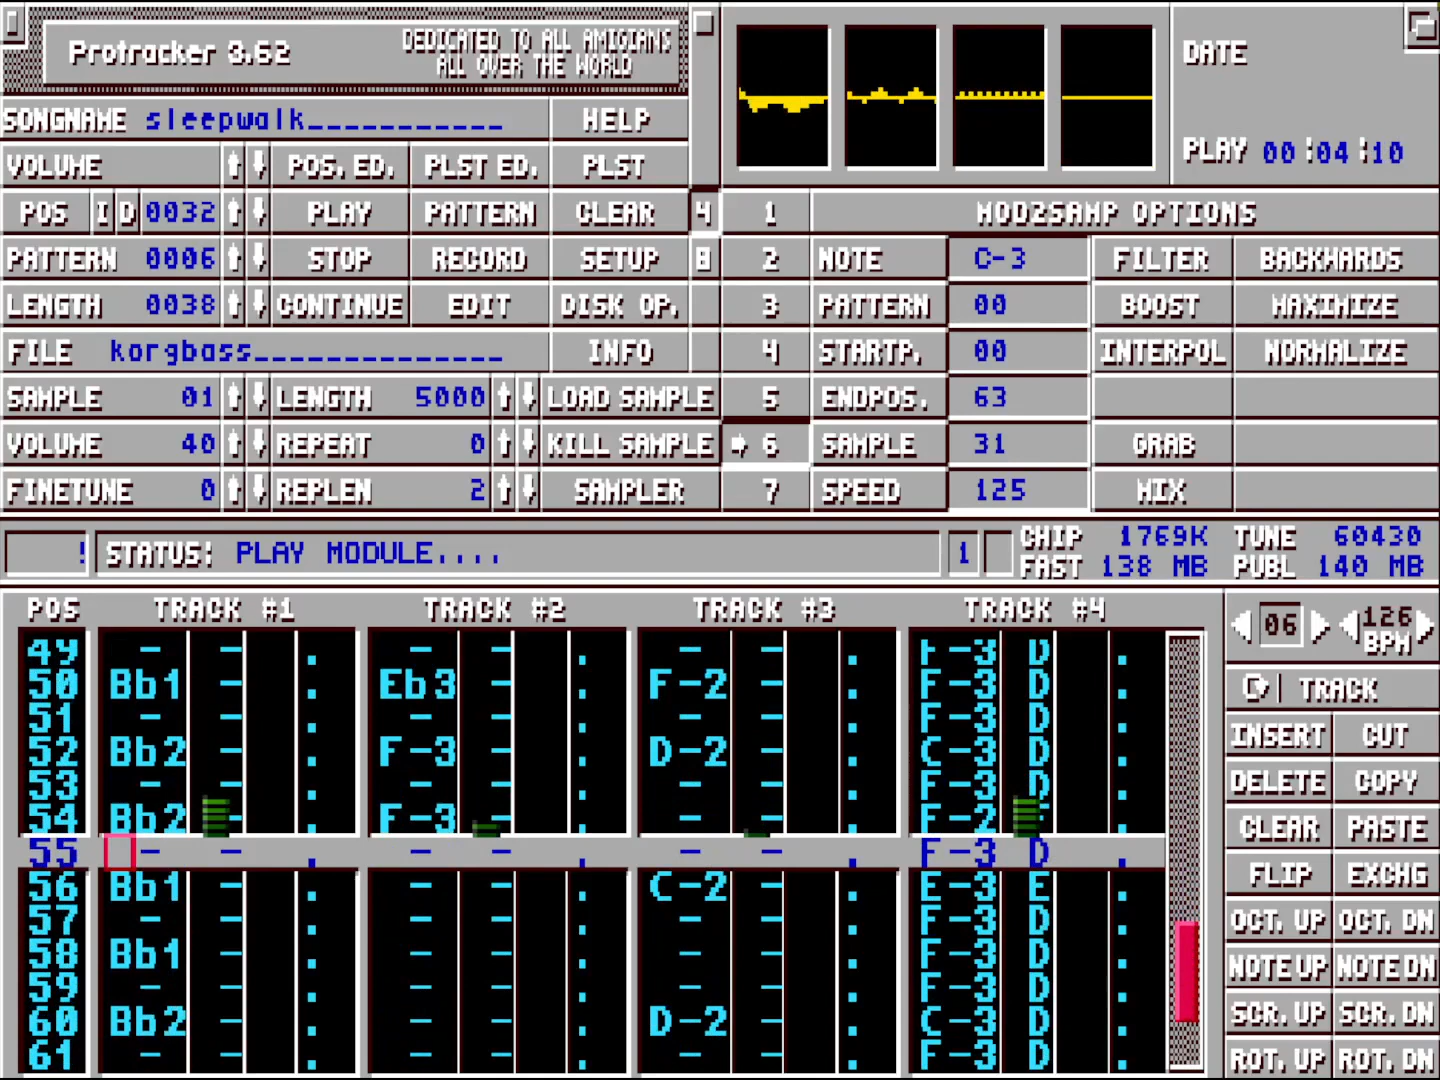 Protracker 3.62
DEDICATED TO ALL AMIGIANS
ALL OVER THE WORLD
DATE
PLAY 00:04:10
SONGNAME sleepwalk___________ HELP
VOLUME POS. ED. PLST ED. PLST
POS I D 0032 PLAY PATTERN CLEAR 4 1 MOD2SAMP OPTIONS
PATTERN 0006 STOP RECORD SETUP 8 2 NOTE C-3 FILTER BACKWARDS
LENGTH 0038 CONTINUE EDIT DISK OP. 3 PATTERN 00 BOOST MAXIMIZE
FILE korgbass______________ INFO 4 STARTP. 00 INTERPOL NORMALIZE
SAMPLE 01 LENGTH 5000 LOAD SAMPLE 5 ENDPOS. 63
VOLUME 40 REPEAT 0 KILL SAMPLE 6 SAMPLE 31 GRAB
FINETUNE 0 REPLEN 2 SAMPLER 7 SPEED 125 MIX
! STATUS: PLAY MODULE.... 1
CHIP 1769K TUNE 60430
FAST 138 MB PUBL 140 MB
POS TRACK #1 TRACK #2 TRACK #3 TRACK #4
06 126 BPM
49 - - . - - . - - . F-3 D .
50 Bb1 - . Eb3 - . F-2 - . F-3 D .
51 - - . - - . - - . F-3 D .
52 Bb2 - . F-3 - . D-2 - . C-3 D .
53 - - . - - . - - . F-3 D .
54 Bb2 - . F-3 . - - . F-2 .
55 - - . - - . - - . F-3 D .
56 Bb1 - . - - . C-2 - . E-3 E .
57 - - . - - . - - . F-3 D .
58 Bb1 - . - - . - - . F-3 D .
59 - - . - - . - - . F-3 D .
60 Bb2 - . - - . D-2 - . C-3 D .
61 - - . - - . - - . F-3 D .
TRACK
INSERT CUT
DELETE COPY
CLEAR PASTE
FLIP EXCHG
OCT. UP OCT. DN
NOTE UP NOTE DN
SCR. UP SCR. DN
ROT. UP ROT. DN